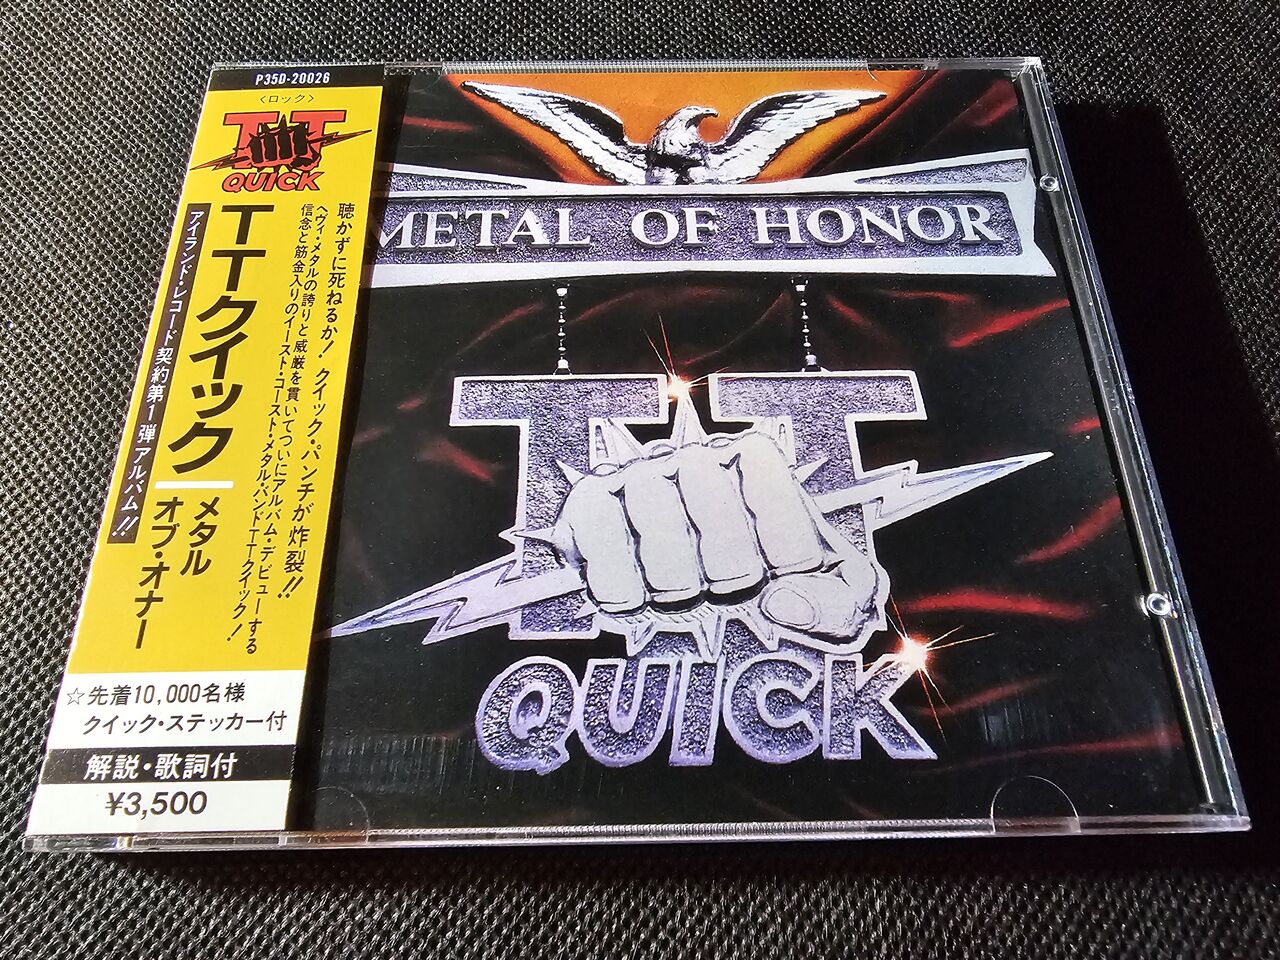 P35D-20026
〈ロック〉
TT
QUICK
TTクイック
メタル
オブ・オナー
アイランド・レコード契約第1弾アルバム!!
聴かずに死ねるか! クイック・パンチが炸裂!!
ヘヴィ・メタルの誇りと威厳を貫いてついにアルバム・デビューする
信念と筋金入りのイースト・コースト・メタル・バンドTTクイック!
☆先着10,000名様
クイック・ステッカー付
解説・歌詞付
¥3,500
METAL OF HONOR
TT
QUICK